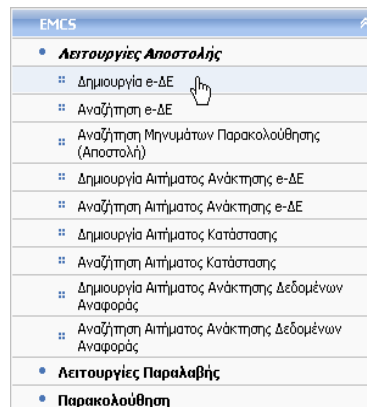 EMCS
Λειτουργίες Αποστολής
Δημιουργία e-ΔΕ
Αναζήτηση e-ΔΕ
Αναζήτηση Μηνυμάτων Παρακολούθησης
(Αποστολή)
Δημιουργία Αιτήματος Ανάκτησης e-ΔΕ
Αναζήτηση Αιτήματος Ανάκτησης e-ΔΕ
Δημιουργία Αιτήματος Κατάστασης
Αναζήτηση Αιτήματος Κατάστασης
Δημιουργία Αιτήματος Ανάκτησης Δεδομένων
Αναφοράς
Αναζήτηση Αιτήματος Ανάκτησης Δεδομένων
Αναφοράς
Λειτουργίες Παραλαβής
Παρακολούθηση